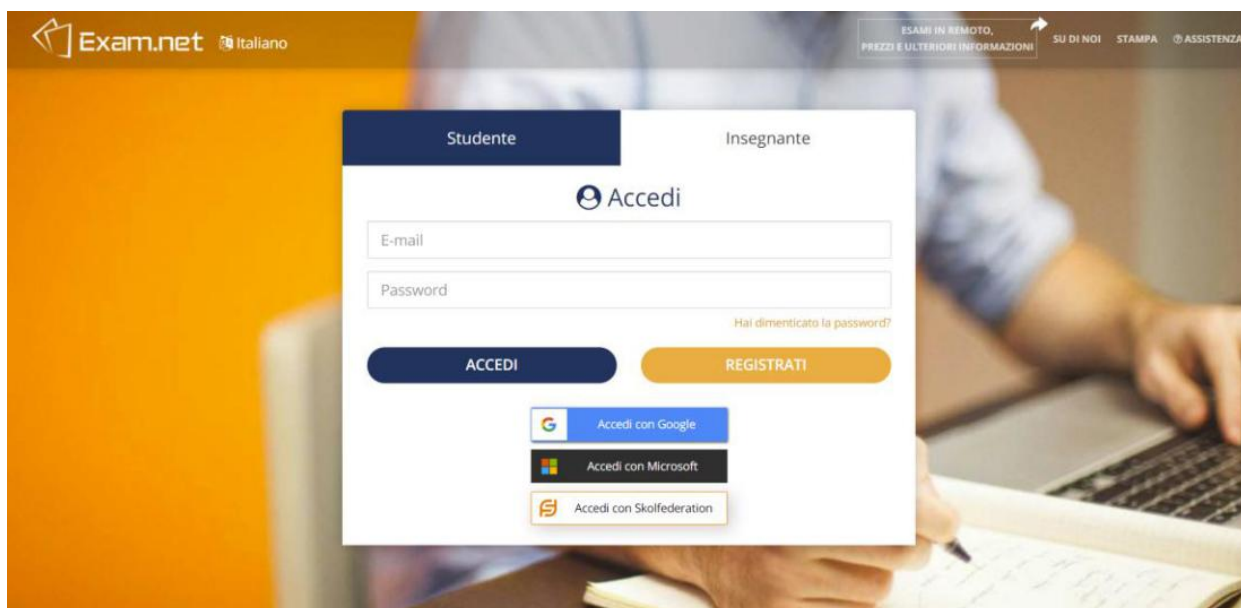 Exam.net
Italiano
ESAMI IN REMOTO,
PREZZI E ULTERIORI INFORMAZIONI
SU DI NOI
STAMPA
ASSISTENZA
Studente
Insegnante
Accedi
E-mail
Password
Hai dimenticato la password?
ACCEDI
REGISTRATI
Accedi con Google
Accedi con Microsoft
Accedi con Skolfederation